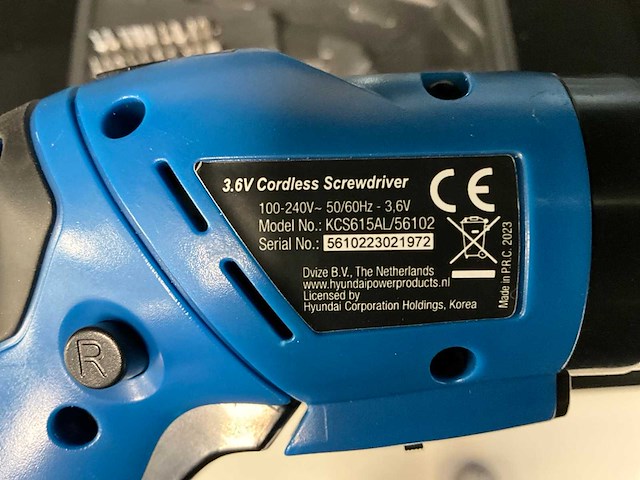 3.6V Cordless Screwdriver
100-240V~ 50/60Hz - 3,6V
Model No.: KCS615AL/56102
Serial No.: 5610223021972
CE
Dvize B.V., The Netherlands
www.hyundaipowerproducts.nl
Licensed by
Hyundai Corporation Holdings, Korea
Made in P.R.C. 2023
R